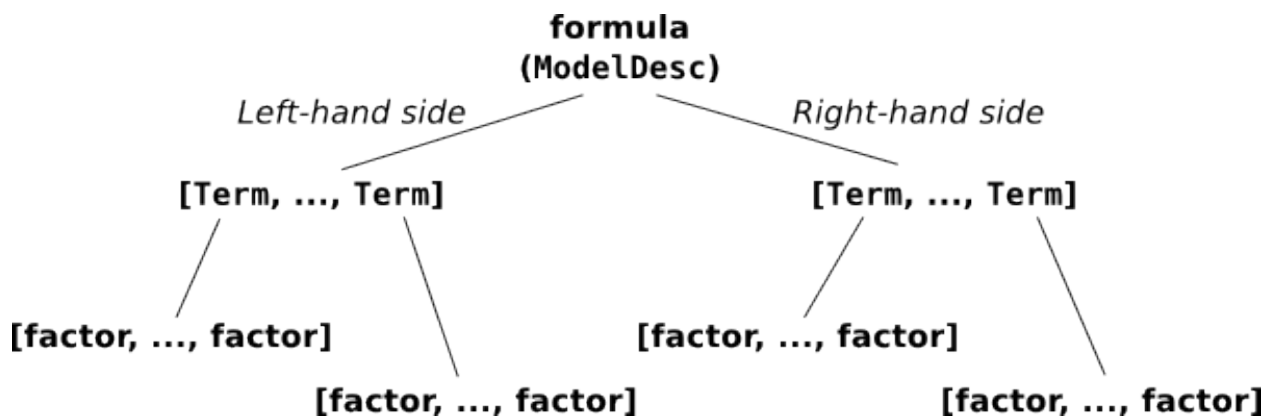 formula
(ModelDesc)
Left-hand side
Right-hand side
[Term, ..., Term]
[Term, ..., Term]
[factor, ..., factor]
[factor, ..., factor]
[factor, ..., factor]
[factor, ..., factor]